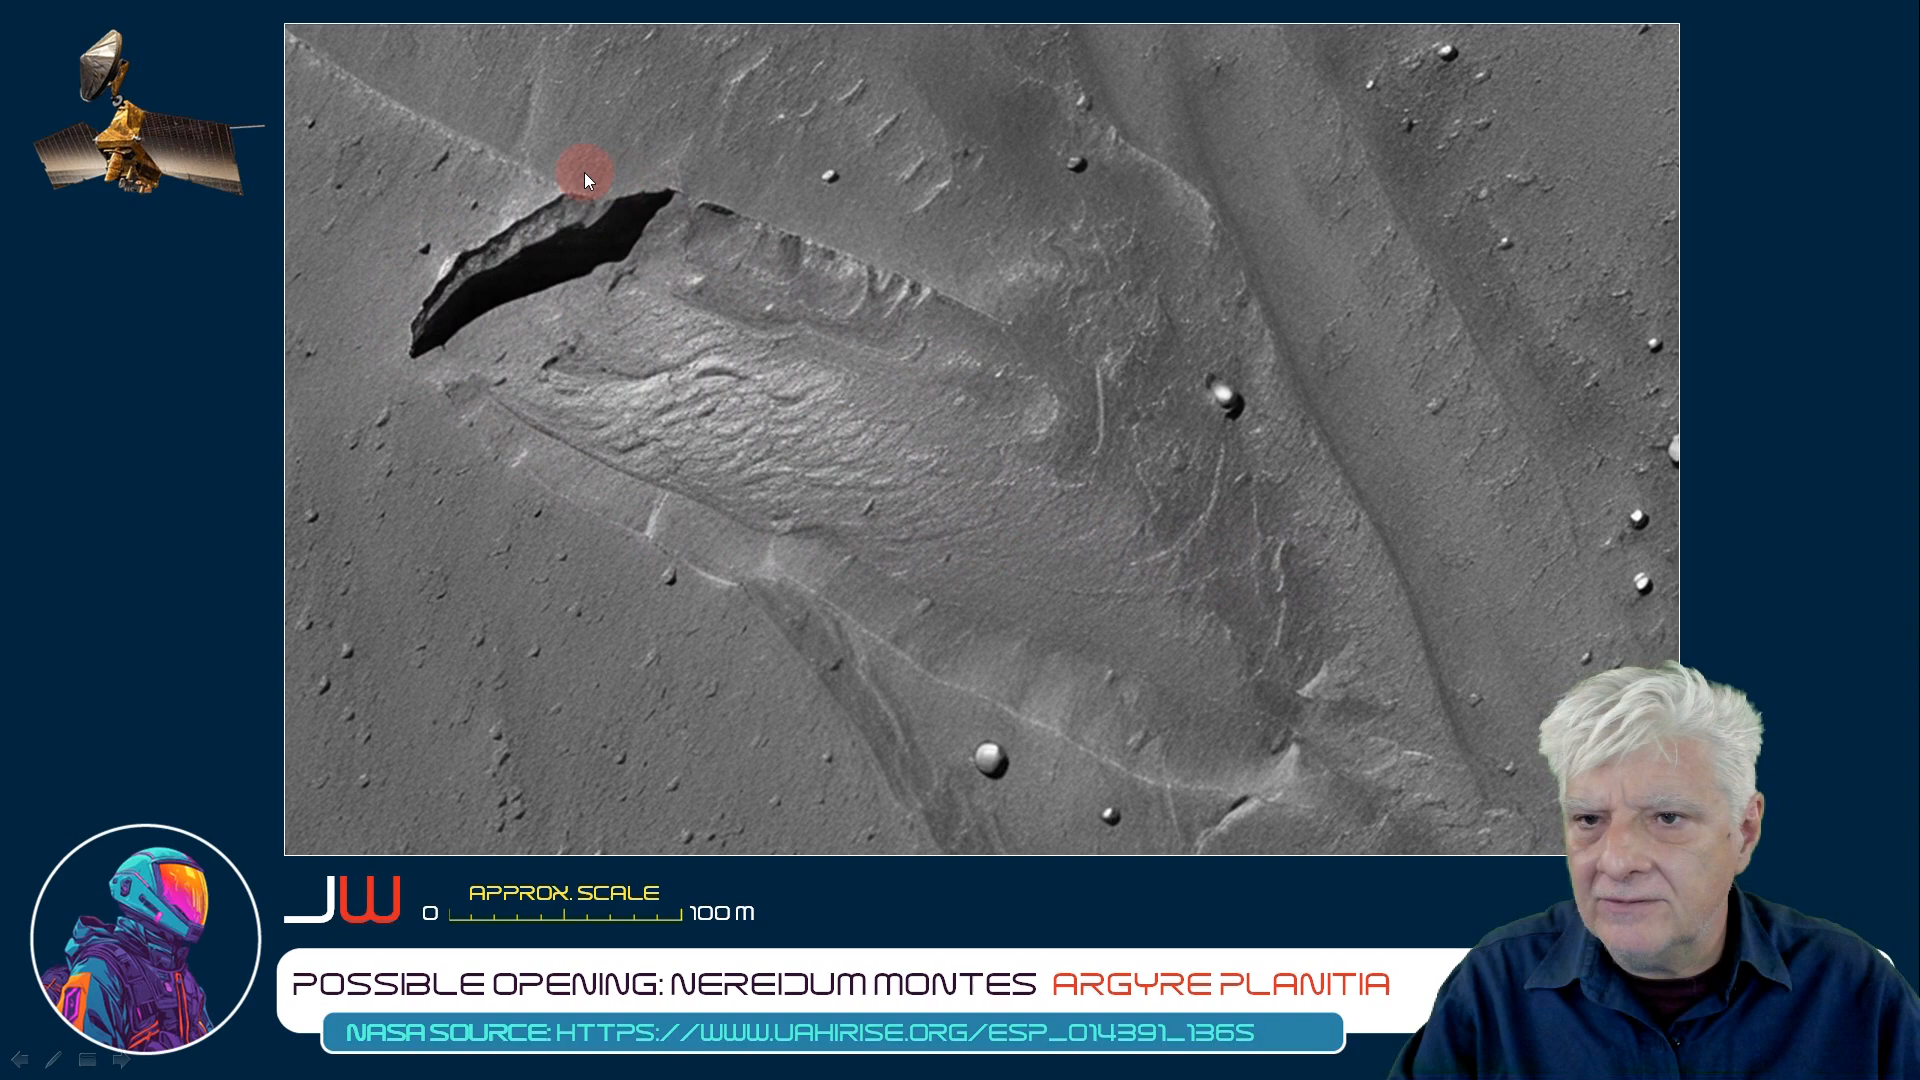 JW
APPROX. SCALE
0 100 M
POSSIBLE OPENING: NEREIDUM MONTES ARGYRE PLANITIA
NASA SOURCE: HTTPS://WWW.UAHIRISE.ORG/ESP_014391_1365